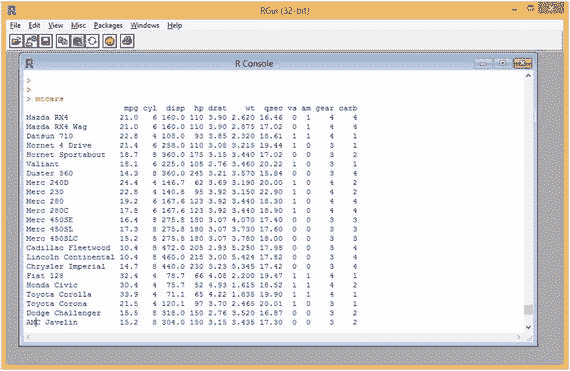 RGui (32-bit)
File Edit View Misc Packages Windows Help
R Console
>
>
> mtcars
mpg cyl disp hp drat wt qsec vs am gear carb
Mazda RX4 21.0 6 160.0 110 3.90 2.620 16.46 0 1 4 4
Mazda RX4 Wag 21.0 6 160.0 110 3.90 2.875 17.02 0 1 4 4
Datsun 710 22.8 4 108.0 93 3.85 2.320 18.61 1 1 4 1
Hornet 4 Drive 21.4 6 258.0 110 3.08 3.215 19.44 1 0 3 1
Hornet Sportabout 18.7 8 360.0 175 3.15 3.440 17.02 0 0 3 2
Valiant 18.1 6 225.0 105 2.76 3.460 20.22 1 0 3 1
Duster 360 14.3 8 360.0 245 3.21 3.570 15.84 0 0 3 4
Merc 240D 24.4 4 146.7 62 3.69 3.190 20.00 1 0 4 2
Merc 230 22.8 4 140.8 95 3.92 3.150 22.90 1 0 4 2
Merc 280 19.2 6 167.6 123 3.92 3.440 18.30 1 0 4 4
Merc 280C 17.8 6 167.6 123 3.92 3.440 18.90 1 0 4 4
Merc 450SE 16.4 8 275.8 180 3.07 4.070 17.40 0 0 3 3
Merc 450SL 17.3 8 275.8 180 3.07 3.730 17.60 0 0 3 3
Merc 450SLC 15.2 8 275.8 180 3.07 3.780 18.00 0 0 3 3
Cadillac Fleetwood 10.4 8 472.0 205 2.93 5.250 17.98 0 0 3 4
Lincoln Continental 10.4 8 460.0 215 3.00 5.424 17.82 0 0 3 4
Chrysler Imperial 14.7 8 440.0 230 3.23 5.345 17.42 0 0 3 4
Fiat 128 32.4 4 78.7 66 4.08 2.200 19.47 1 1 4 1
Honda Civic 30.4 4 75.7 52 4.93 1.615 18.52 1 1 4 2
Toyota Corolla 33.9 4 71.1 65 4.22 1.835 19.90 1 1 4 1
Toyota Corona 21.5 4 120.1 97 3.70 2.465 20.01 1 0 3 1
Dodge Challenger 15.5 8 318.0 150 2.76 3.520 16.87 0 0 3 2
AMC Javelin 15.2 8 304.0 150 3.15 3.435 17.30 0 0 3 2